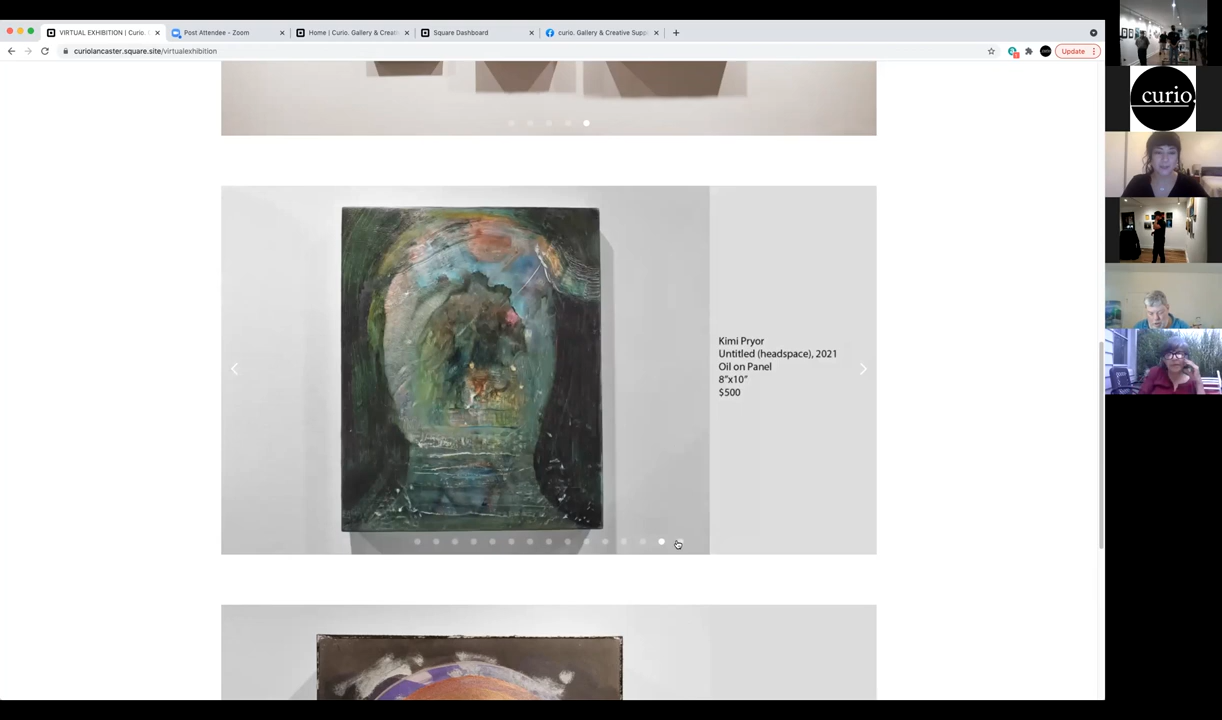 VIRTUAL EXHIBITION | Curio.
Post Attendee - Zoom
Home | Curio. Gallery & Creati
Square Dashboard
curio. Gallery & Creative Supp
curiolancaster.square.site/virtualexhibition
Update
curio.
Kimi Pryor
Untitled (headspace), 2021
Oil on Panel
8"x10"
$500